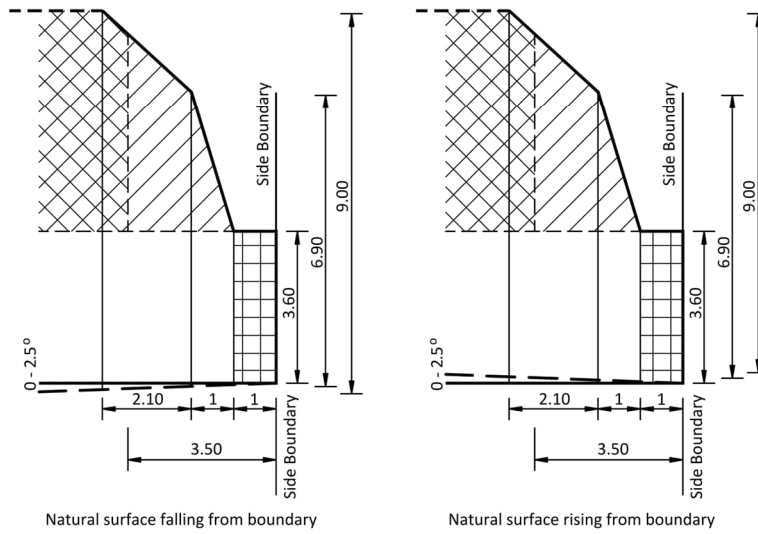 Side Boundary
9.00
6.90
3.60
0 - 2.5°
2.10
1
1
3.50
Side Boundary
Natural surface falling from boundary
Side Boundary
9.00
6.90
3.60
0 - 2.5°
2.10
1
1
3.50
Side Boundary
Natural surface rising from boundary